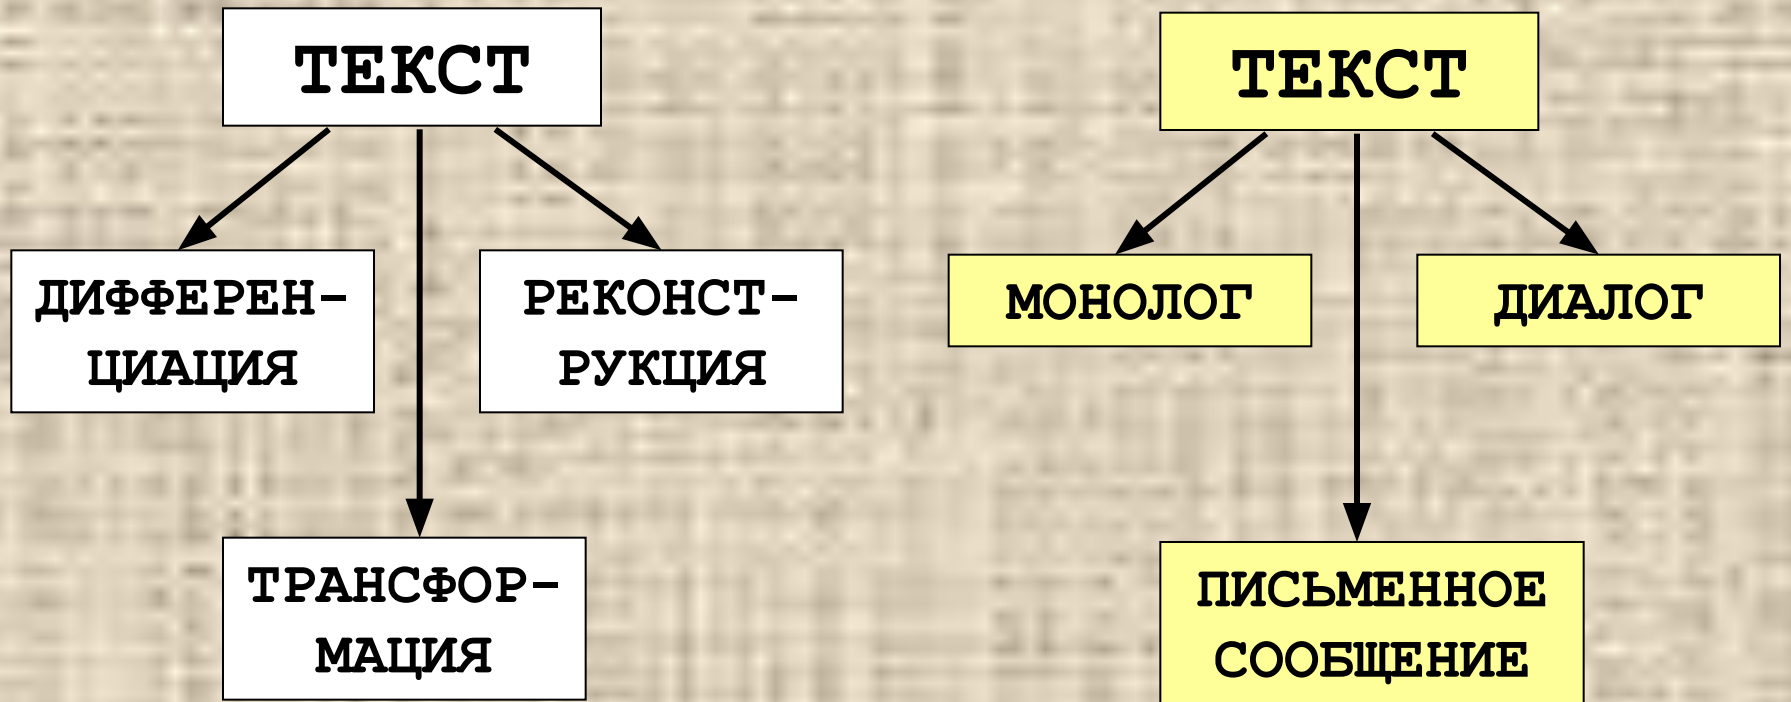 ТЕКСТ
ДИФФЕРЕН-
ЦИАЦИЯ
РЕКОНСТ-
РУКЦИЯ
ТРАНСФОР-
МАЦИЯ
ТЕКСТ
МОНОЛОГ
ДИАЛОГ
ПИСЬМЕННОЕ
СООБЩЕНИЕ